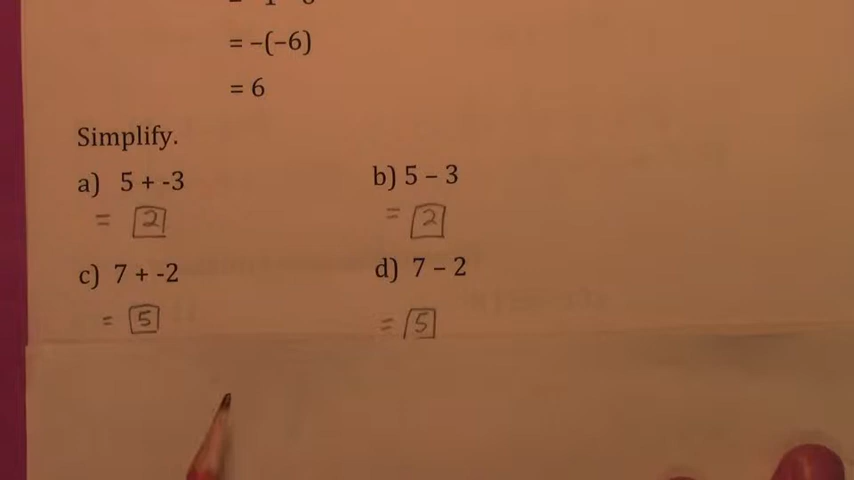 = –(–6)
= 6
Simplify.
a) 5 + -3
b) 5 – 3
= 2
= 2
c) 7 + -2
d) 7 – 2
= 5
= 5